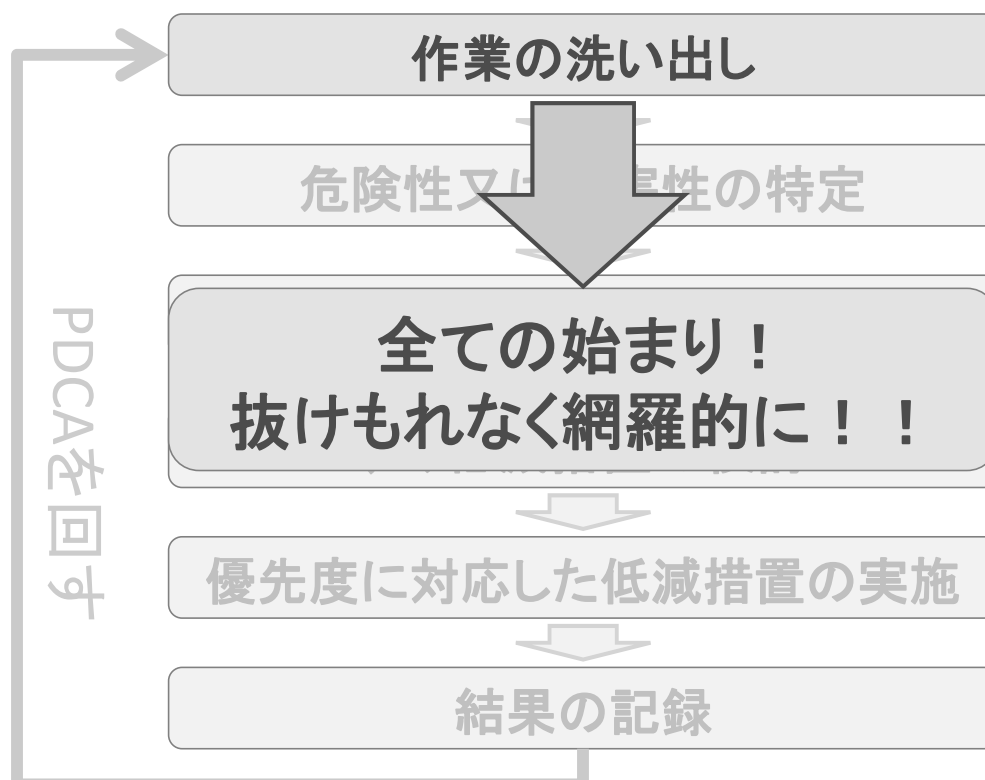 作業の洗い出し
危険性又は
害性の特定
全ての始まり！
抜けもれなく網羅的に！！
優先度に対応した低減措置の実施
結果の記録
PDCAを回す